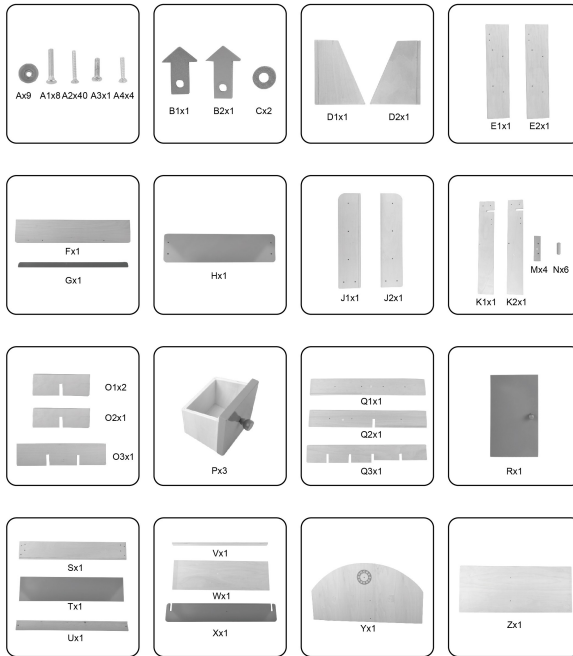 Ax9 A1x8 A2x40 A3x1 A4x4
B1x1 B2x1 Cx2
D1x1 D2x1
E1x1 E2x1
Fx1
Gx1
Hx1
J1x1 J2x1
K1x1 K2x1 Mx4 Nx6
O1x2
O2x1
O3x1
Px3
Q1x1
Q2x1
Q3x1
Rx1
Sx1
Tx1
Ux1
Vx1
Wx1
Xx1
Yx1
Zx1